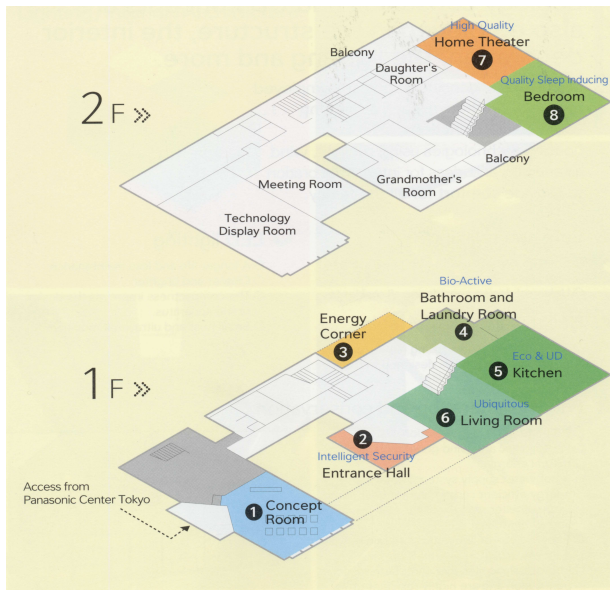 2F »
Balcony
High Quality
Home Theater
7
Daughter's
Room
Quality Sleep Inducing
Bedroom
8
Balcony
Grandmother's
Room
Meeting Room
Technology
Display Room
1F »
Energy
Corner
3
Bio-Active
Bathroom and
Laundry Room
4
Eco & UD
5 Kitchen
Ubiquitous
6 Living Room
2
Intelligent Security
Entrance Hall
Access from
Panasonic Center Tokyo
1 Concept
Room